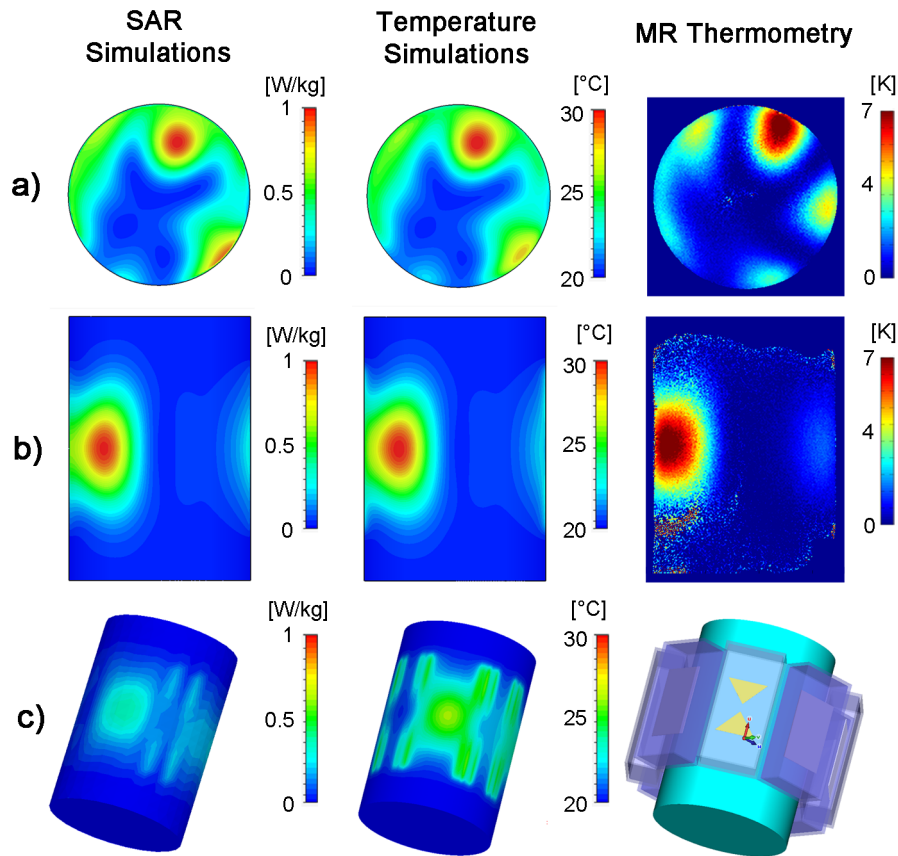 SAR
Simulations
Temperature
Simulations
MR Thermometry
[W/kg]
[°C]
[K]
a)
1
0.5
0
30
25
20
7
4
0
[W/kg]
[°C]
[K]
b)
1
0.5
0
30
25
20
7
4
0
[W/kg]
[°C]
c)
1
0.5
0
30
25
20